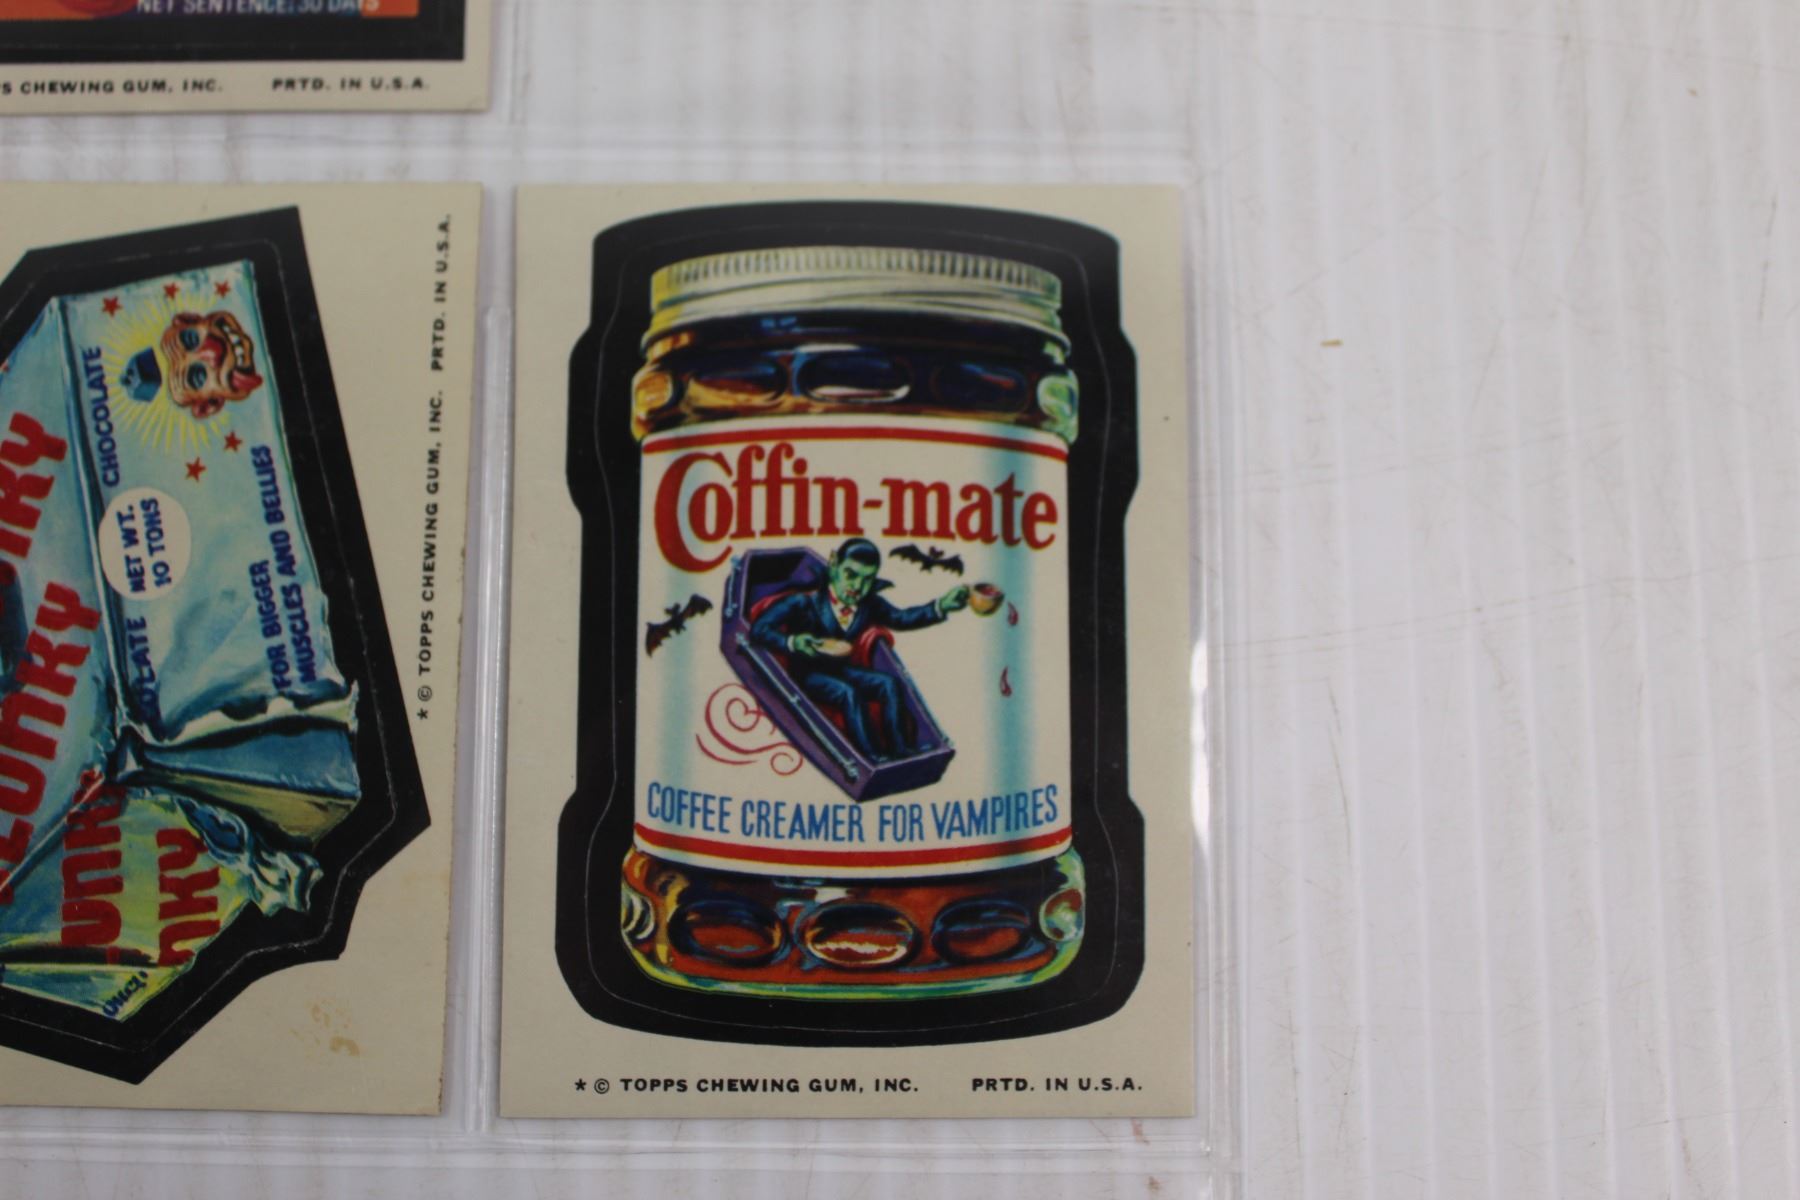 NET SENTENCE: 30 DAYS
CHEWING GUM, INC. PRTD. IN U.S.A.
CHOCOLATE
NET WT.
10 TONS
FOR BIGGER
MUSCLES AND BELLIES
* © TOPPS CHEWING GUM, INC. PRTD. IN U.S.A.
Coffin-mate
COFFEE CREAMER FOR VAMPIRES
* © TOPPS CHEWING GUM, INC. PRTD. IN U.S.A.